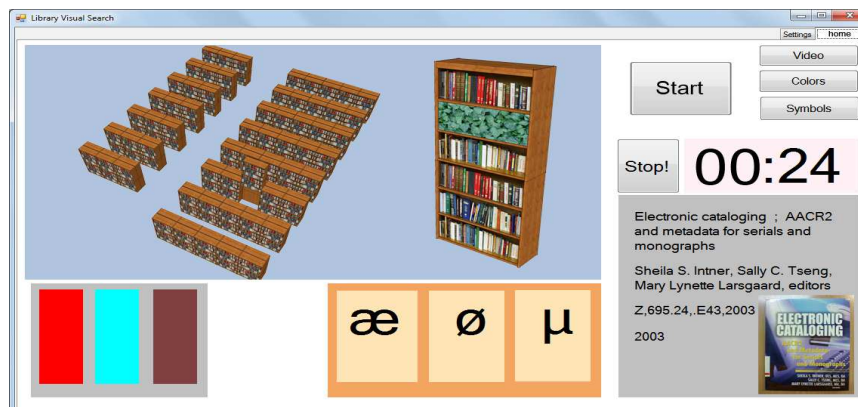 Library Visual Search
Settings home
Start
Video
Colors
Symbols
Stop!
00:24
Electronic cataloging ; AACR2
and metadata for serials and
monographs
Sheila S. Intner, Sally C. Tseng,
Mary Lynette Larsgaard, editors
Z,695.24,.E43,2003
2003
ELECTRONIC
CATALOGING
æ ø µ